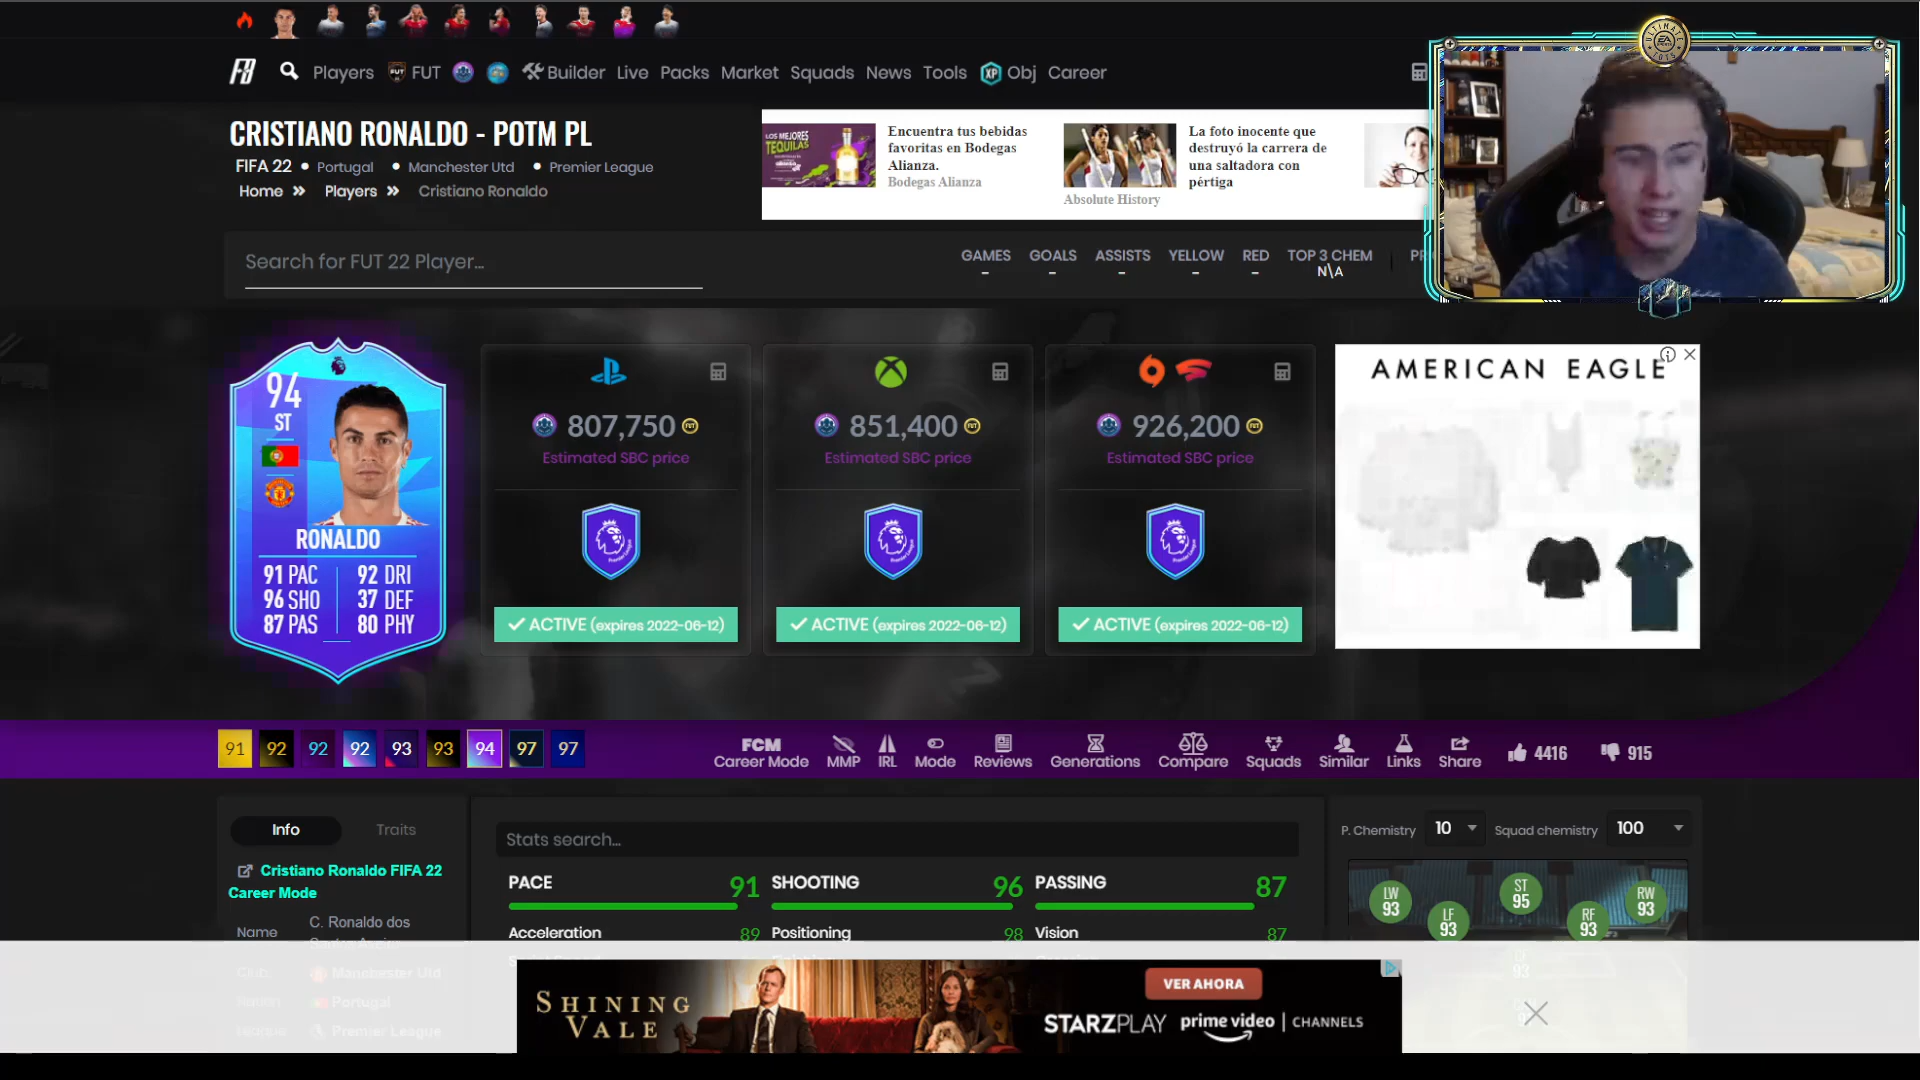 Players
FUT
Builder
Live
Packs
Market
Squads
News
Tools
XP
Obj
Career
CRISTIANO RONALDO - POTM PL
FIFA 22 • Portugal • Manchester Utd • Premier League
Home » Players » Cristiano Ronaldo
LOS MEJORES
TEQUILAS
Encuentra tus bebidas
favoritas en Bodegas
Alianza.
Bodegas Alianza
La foto inocente que
destruyó la carrera de
una saltadora con
pértiga
Absolute History
Search for FUT 22 Player...
GAMES
-
GOALS
-
ASSISTS
-
YELLOW
-
RED
-
TOP 3 CHEM
N\A
94
ST
RONALDO
91 PAC
92 DRI
96 SHO
37 DEF
87 PAS
80 PHY
807,750
Estimated SBC price
ACTIVE (expires 2022-06-12)
851,400
Estimated SBC price
ACTIVE (expires 2022-06-12)
926,200
Estimated SBC price
ACTIVE (expires 2022-06-12)
AMERICAN EAGLE
91 92 92 92 93 93 94 97 97
FCM
Career Mode
MMP
IRL
Mode
Reviews
Generations
Compare
Squads
Similar
Links
Share
4416
915
Info
Traits
Cristiano Ronaldo FIFA 22
Career Mode
Name
C. Ronaldo dos
Manchester Utd
Portugal
Premier League
Stats search...
PACE 91
SHOOTING 96
PASSING 87
Acceleration 89
Positioning 98
Vision 87
P. Chemistry 10
Squad chemistry 100
LW
93
LF
93
ST
95
RF
93
RW
93
SHINING
VALE
VER AHORA
STARZPLAY
prime video | CHANNELS